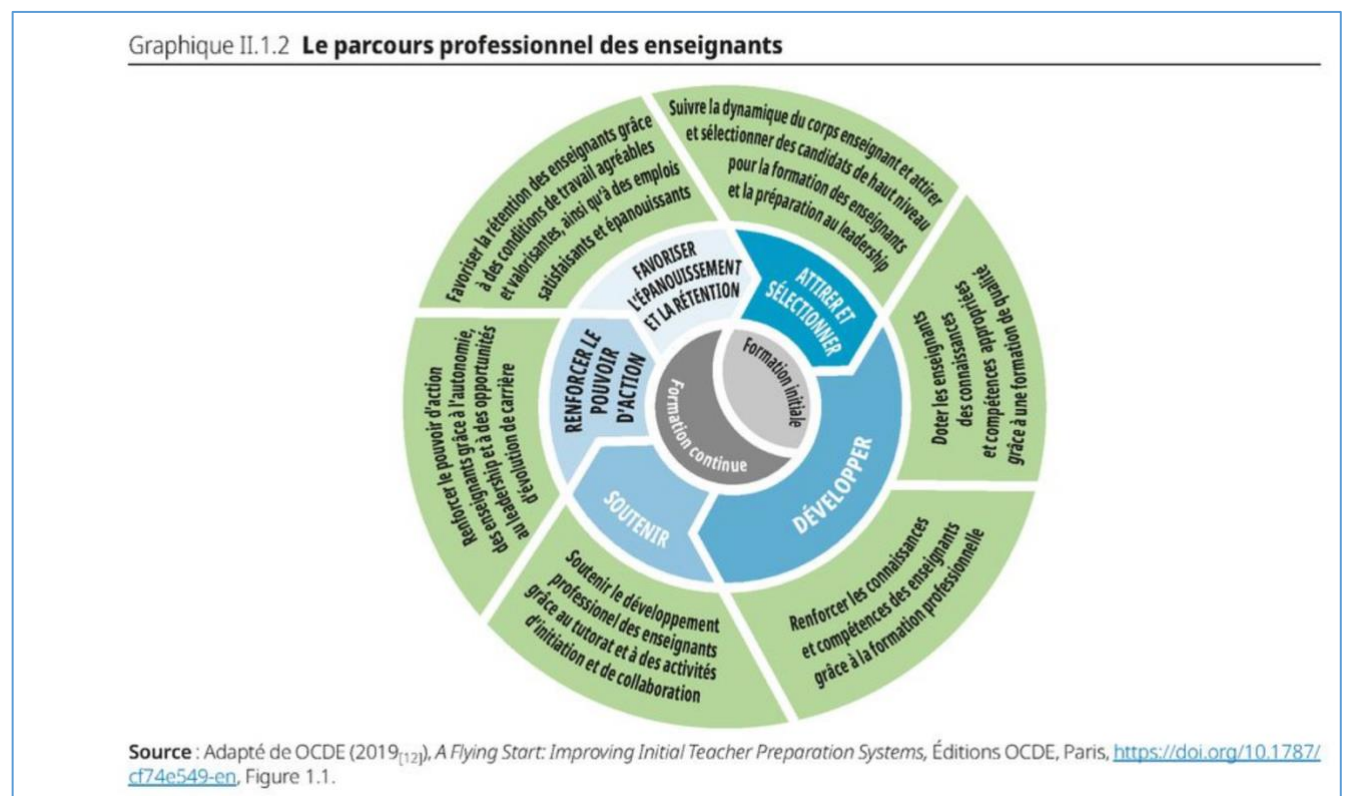 Graphique II.1.2 Le parcours professionnel des enseignants
Suivre la dynamique du corps enseignant et attirer
et sélectionner des candidats de haut niveau
pour la formation des enseignants
et la préparation au leadership
Doter les enseignants
des connaissances
et compétences appropriées
grâce à une formation de qualité
Renforcer les connaissances
et compétences des enseignants
grâce à la formation professionnelle
Soutenir le développement
professionel des enseignants
grâce au tutorat et à des activités
d'initiation et de collaboration
Renforcer le pouvoir d'action
des enseignants grâce à l'autonomie,
au leadership et à des opportunités
d'évolution de carrière
Favoriser la rétention des enseignants grâce
à des conditions de travail agréables
et valorisantes, ainsi qu'à des emplois
satisfaisants et épanouissants
ATTIRER ET
SÉLECTIONNER
DÉVELOPPER
SOUTENIR
RENFORCER LE
POUVOIR
D'ACTION
FAVORISER
L'ÉPANOUISSEMENT
ET LA RÉTENTION
Formation initiale
Formation continue
Source : Adapté de OCDE (2019[12]), A Flying Start: Improving Initial Teacher Preparation Systems, Éditions OCDE, Paris, https://doi.org/10.1787/
cf74e549-en, Figure 1.1.